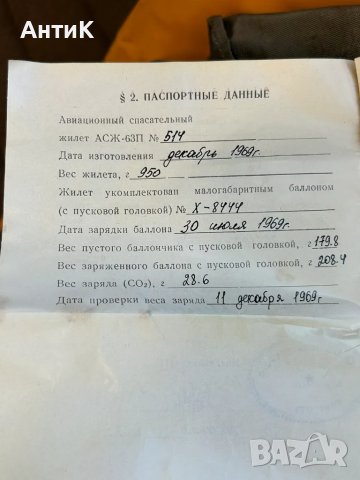 АнтиК
§ 2. ПАСПОРТНЫЕ ДАННЫЕ
Авиационный спасательный
жилет АСЖ-63П № 514
Дата изготовления декабрь 1969г.
Вес жилета, г 950
Жилет укомплектован малогабаритным баллоном
(с пусковой головкой) № Х-8444
Дата зарядки баллона 30 июля 1969г.
Вес пустого баллончика с пусковой головкой, г 179.8
Вес заряженного баллона с пусковой головкой, г 208.4
Вес заряла (CO₂), г 28.6
Дата проверки веса заряда 11 декабря 1969г
BAZAR